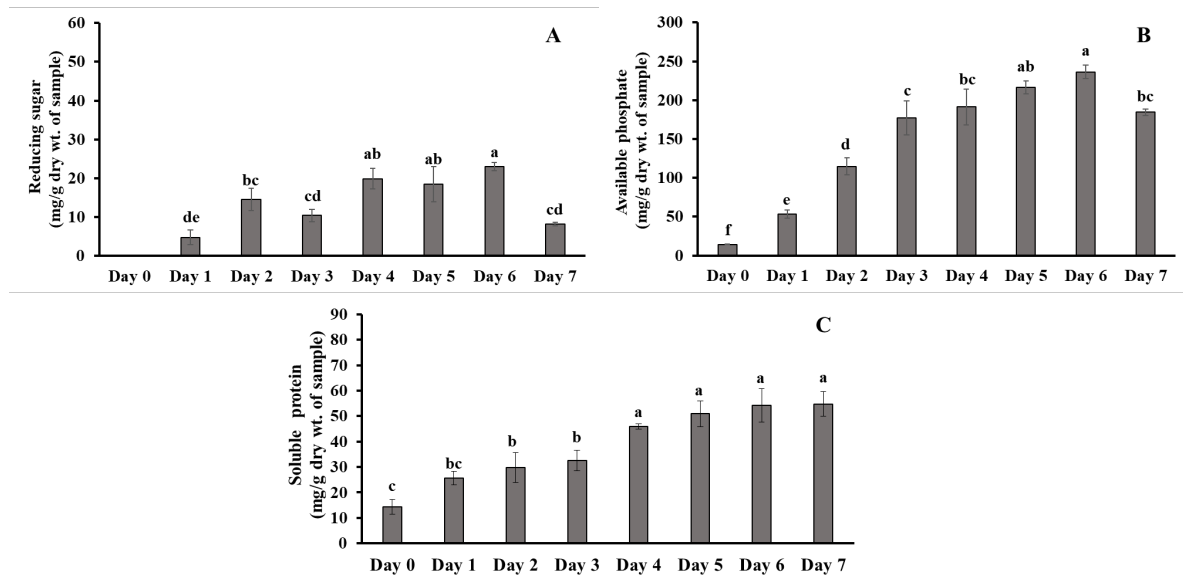 A
Reducing sugar
(mg/g dry wt. of sample)
60
50
40
30
20
10
0
de
bc
cd
ab
ab
a
cd
Day 0 Day 1 Day 2 Day 3 Day 4 Day 5 Day 6 Day 7
B
Available phosphate
(mg/g dry wt. of sample)
300
250
200
150
100
50
0
f
e
d
c
bc
ab
a
bc
Day 0 Day 1 Day 2 Day 3 Day 4 Day 5 Day 6 Day 7
C
Soluble protein
(mg/g dry wt. of sample)
90
80
70
60
50
40
30
20
10
0
c
bc
b
b
a
a
a
a
Day 0 Day 1 Day 2 Day 3 Day 4 Day 5 Day 6 Day 7